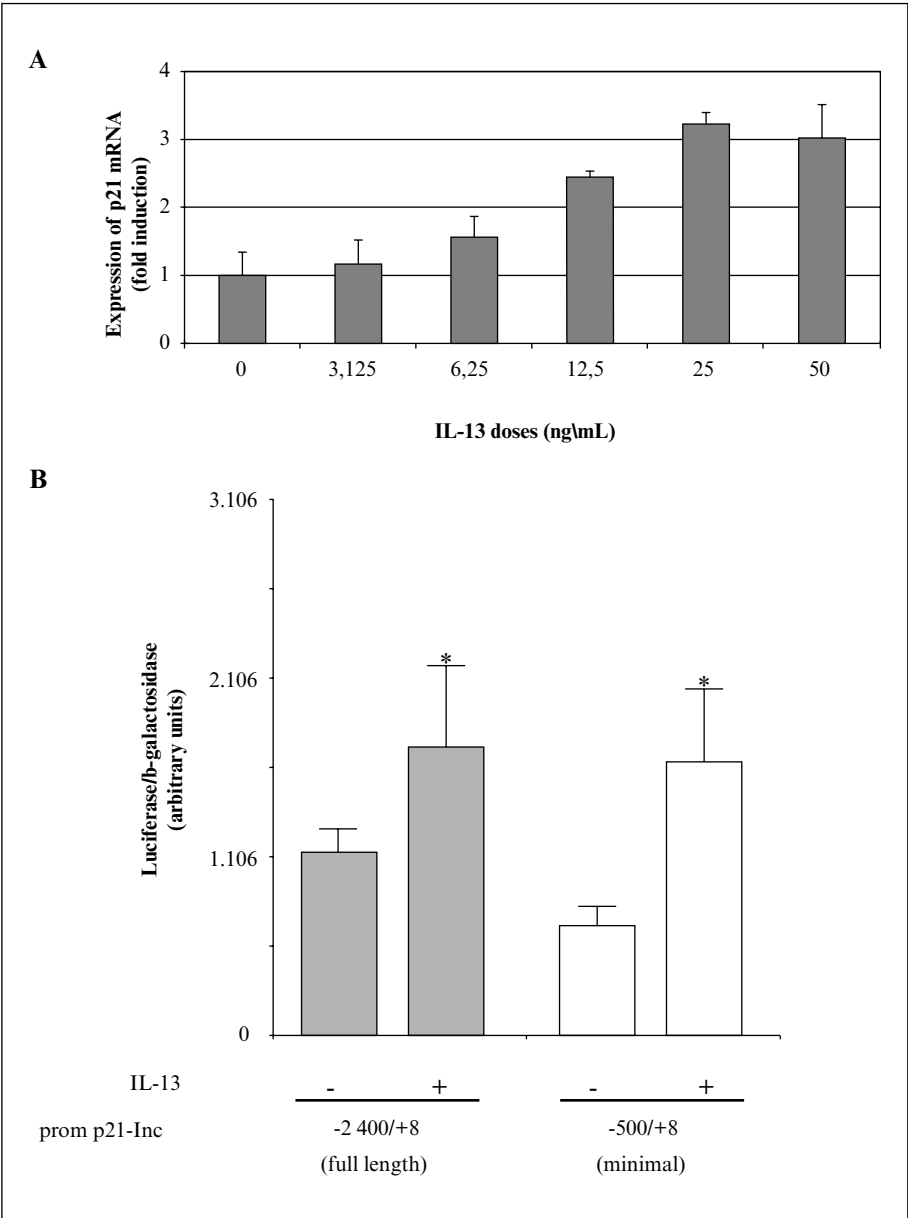 A
4
3
2
1
0
Expression of p21 mRNA
(fold induction)
0 3,125 6,25 12,5 25 50
IL-13 doses (ng\mL)
B
3.106
2.106
1.106
0
Luciferase/b-galactosidase
(arbitrary units)
* *
IL-13 - + - +
prom p21-Inc -2 400/+8 -500/+8
(full length) (minimal)